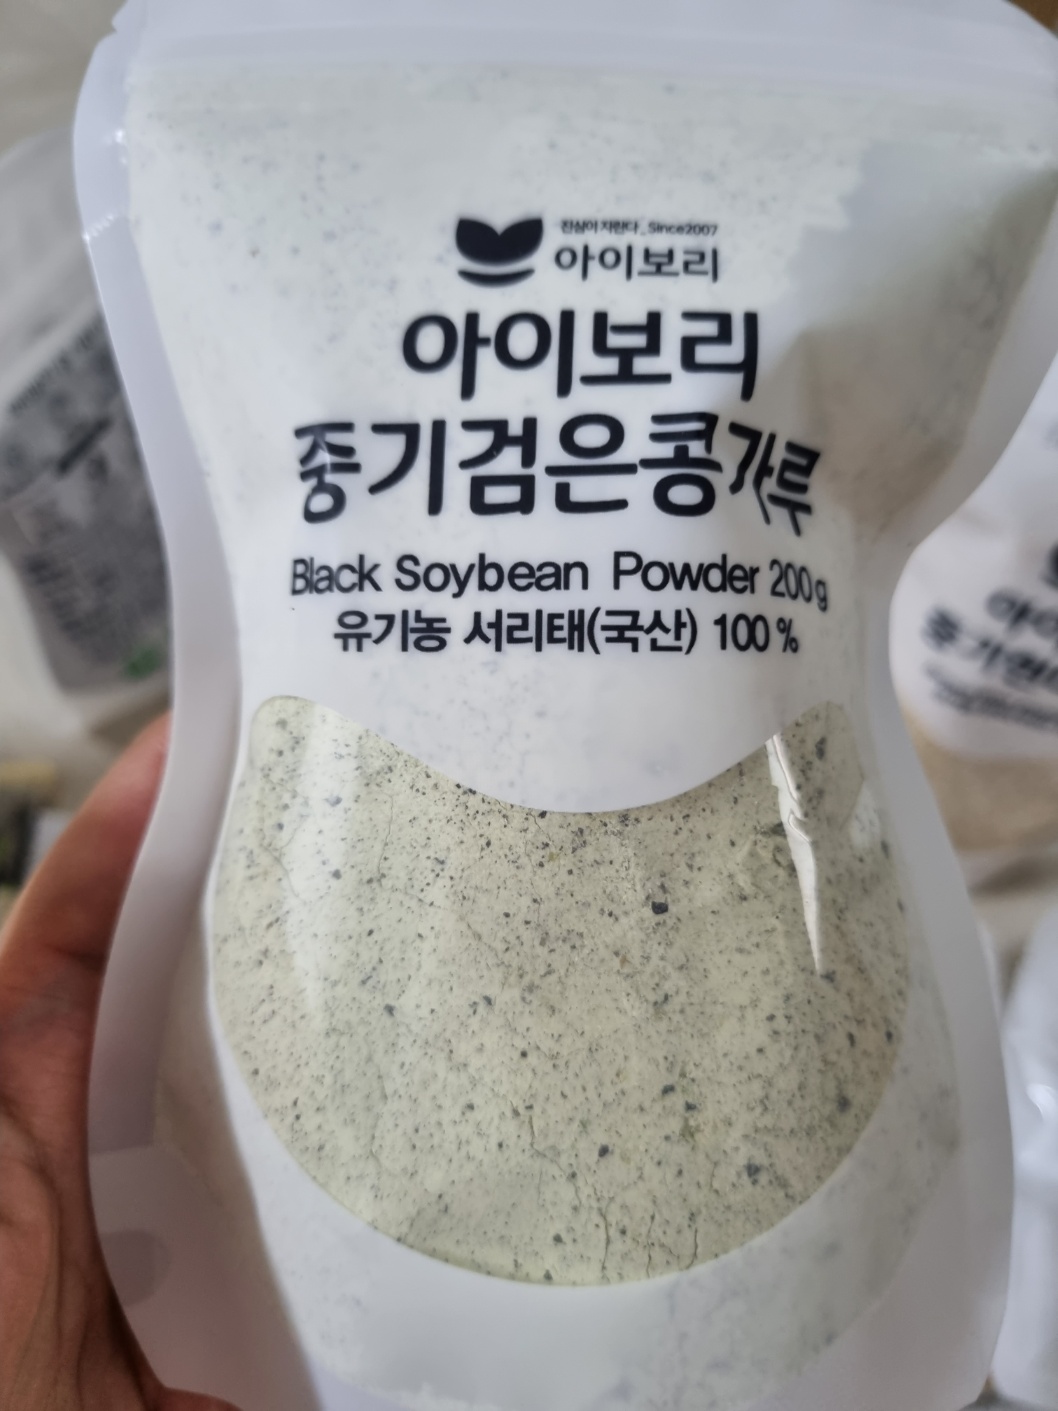 진심이 자란다_Since2007
아이보리
아이보리
중기검은콩가루
Black Soybean Powder 200g
유기농 서리태(국산) 100%